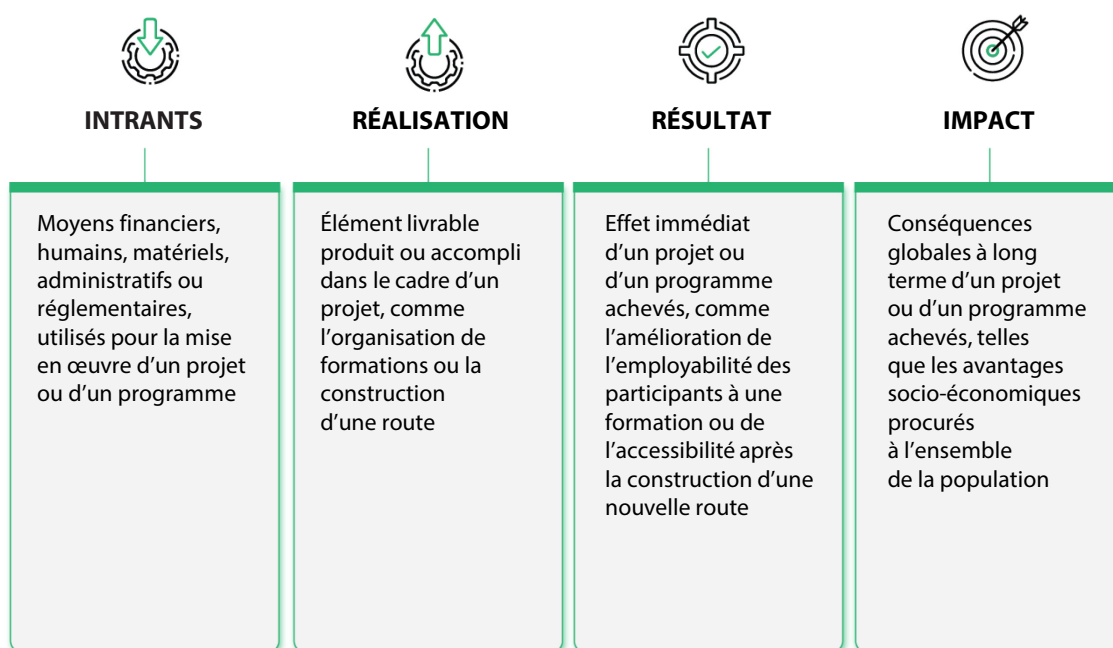 INTRANTS
RÉALISATION
RÉSULTAT
IMPACT
Moyens financiers,
humains, matériels,
administratifs ou
réglementaires,
utilisés pour la mise
en œuvre d’un projet
ou d’un programme
Élément livrable
produit ou accompli
dans le cadre d’un
projet, comme
l’organisation de
formations ou la
construction
d’une route
Effet immédiat
d’un projet ou
d’un programme
achevés, comme
l’amélioration de
l’employabilité des
participants à une
formation ou de
l’accessibilité après
la construction d’une
nouvelle route
Conséquences
globales à long
terme d’un projet
ou d’un programme
achevés, telles
que les avantages
socio-économiques
procurés
à l’ensemble
de la population